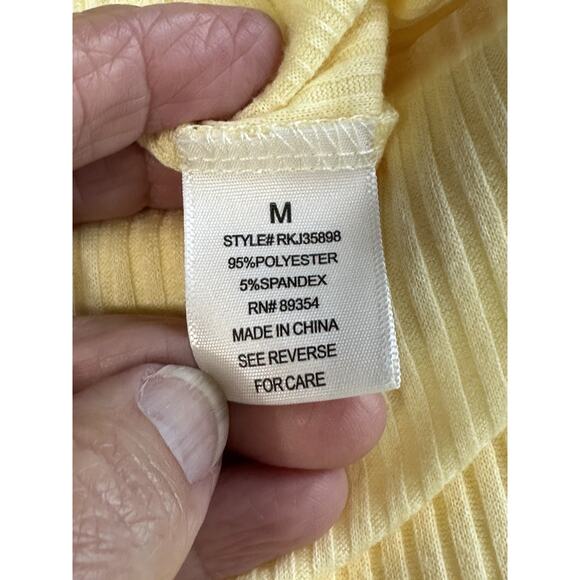 M
STYLE# RKJ35898
95%POLYESTER
5%SPANDEX
RN# 89354
MADE IN CHINA
SEE REVERSE
FOR CARE